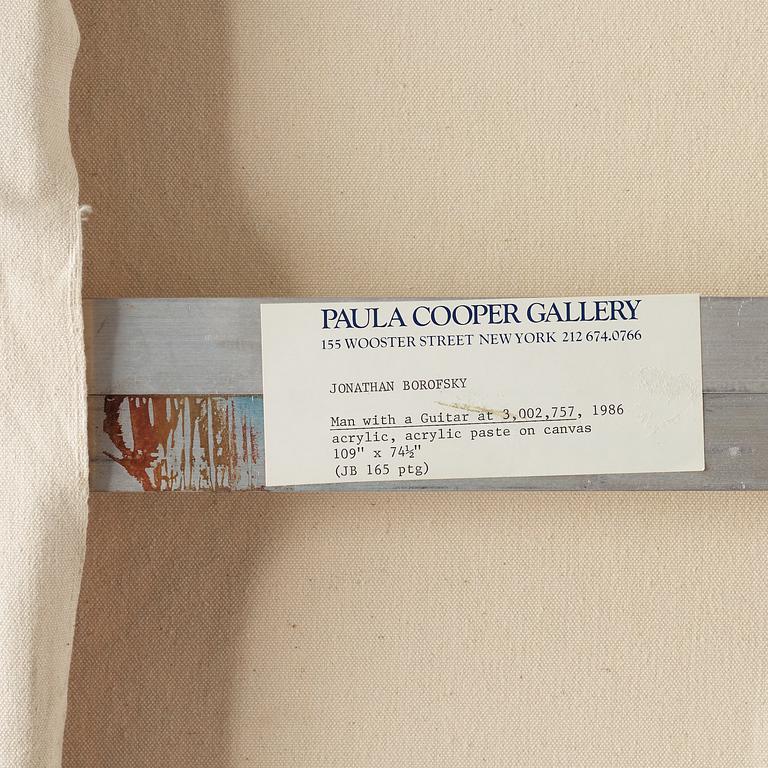 PAULA COOPER GALLERY
155 WOOSTER STREET NEW YORK 212 674.0766
JONATHAN BOROFSKY
Man with a Guitar at 3,002,757, 1986
acrylic, acrylic paste on canvas
109" x 74½"
(JB 165 ptg)